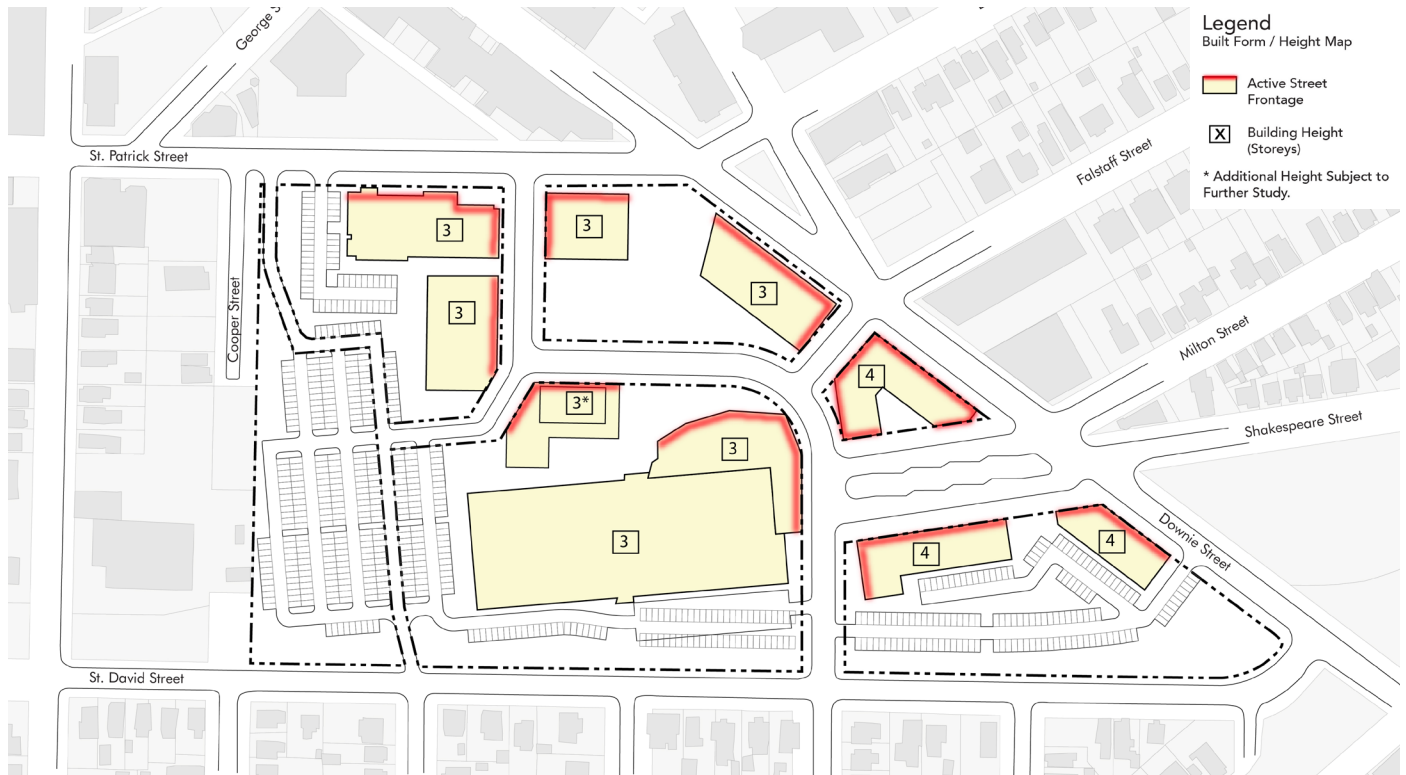 George S
Legend
Built Form / Height Map
Active Street
Frontage
X
Building Height
(Storeys)
* Additional Height Subject to
Further Study.
St. Patrick Street
Falstaff Street
3
3
3
3
Cooper Street
Milton Street
4
3*
Shakespeare Street
3
3
4
4
Downie Street
St. David Street